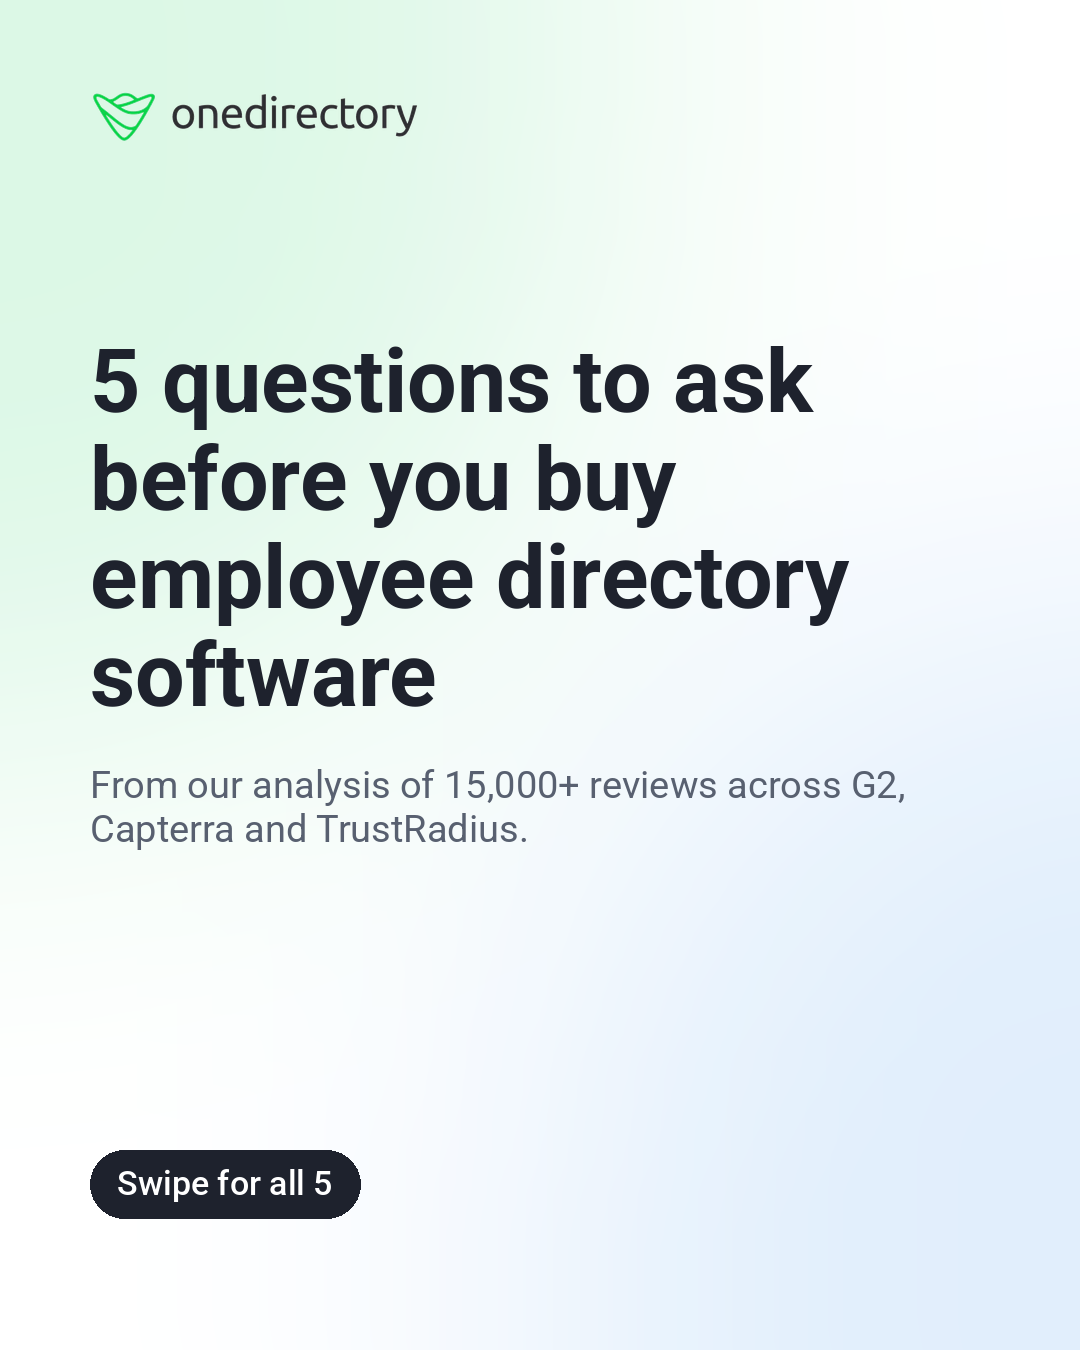 onedirectory
5 questions to ask
before you buy
employee directory
software
From our analysis of 15,000+ reviews across G2,
Capterra and TrustRadius.
Swipe for all 5